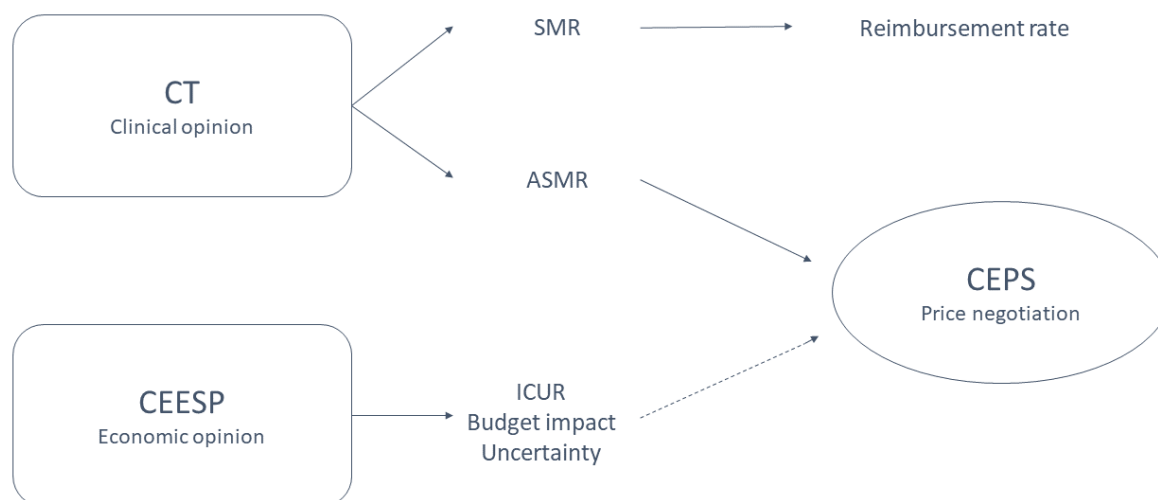 CT
Clinical opinion
SMR
Reimbursement rate
ASMR
CEPS
Price negotiation
CEESP
Economic opinion
ICUR
Budget impact
Uncertainty